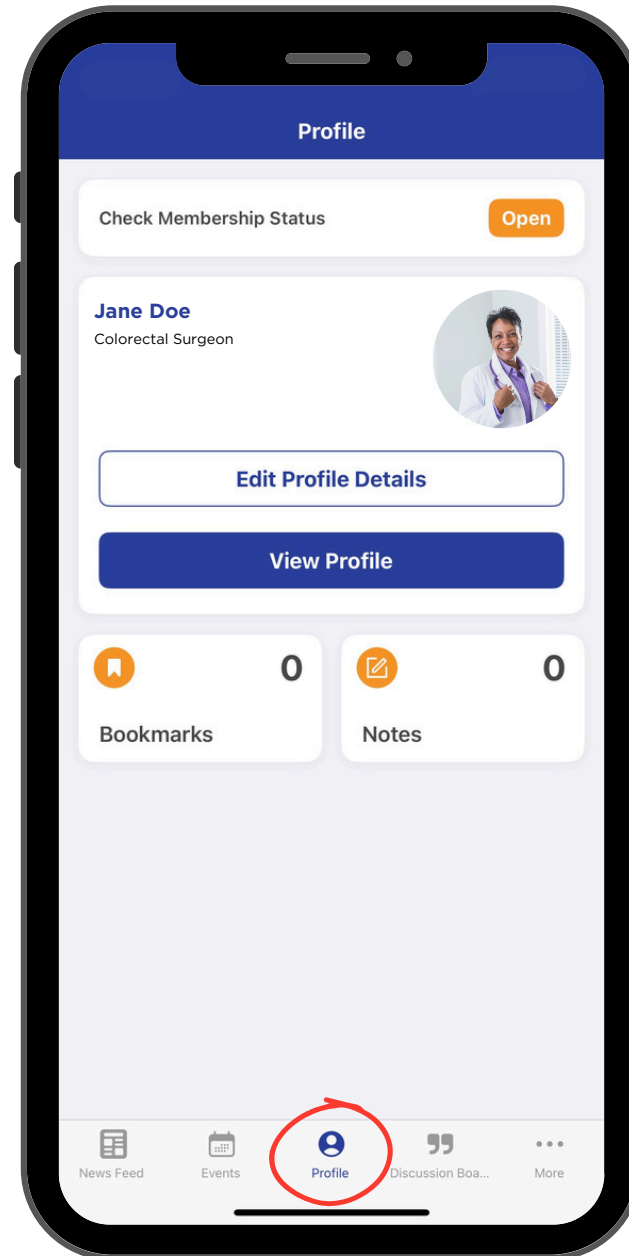 Profile
Check Membership Status
Open
Jane Doe
Colorectal Surgeon
Edit Profile Details
View Profile
0
Bookmarks
0
Notes
News Feed
Events
Profile
Discussion Boa...
More